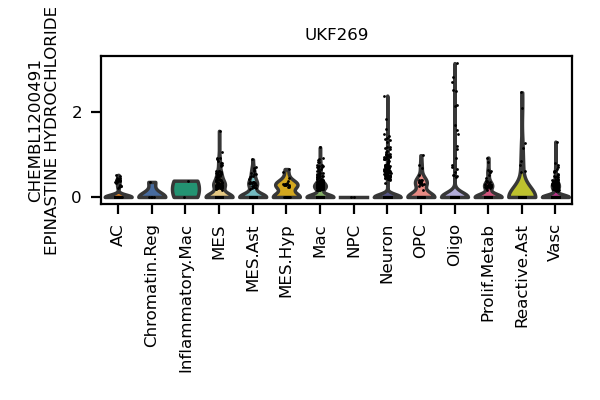 UKF269
CHEMBL1200491
EPINASTINE HYDROCHLORIDE
2
0
AC
Chromatin.Reg
Inflammatory.Mac
MES
MES.Ast
MES.Hyp
Mac
NPC
Neuron
OPC
Oligo
Prolif.Metab
Reactive.Ast
Vasc